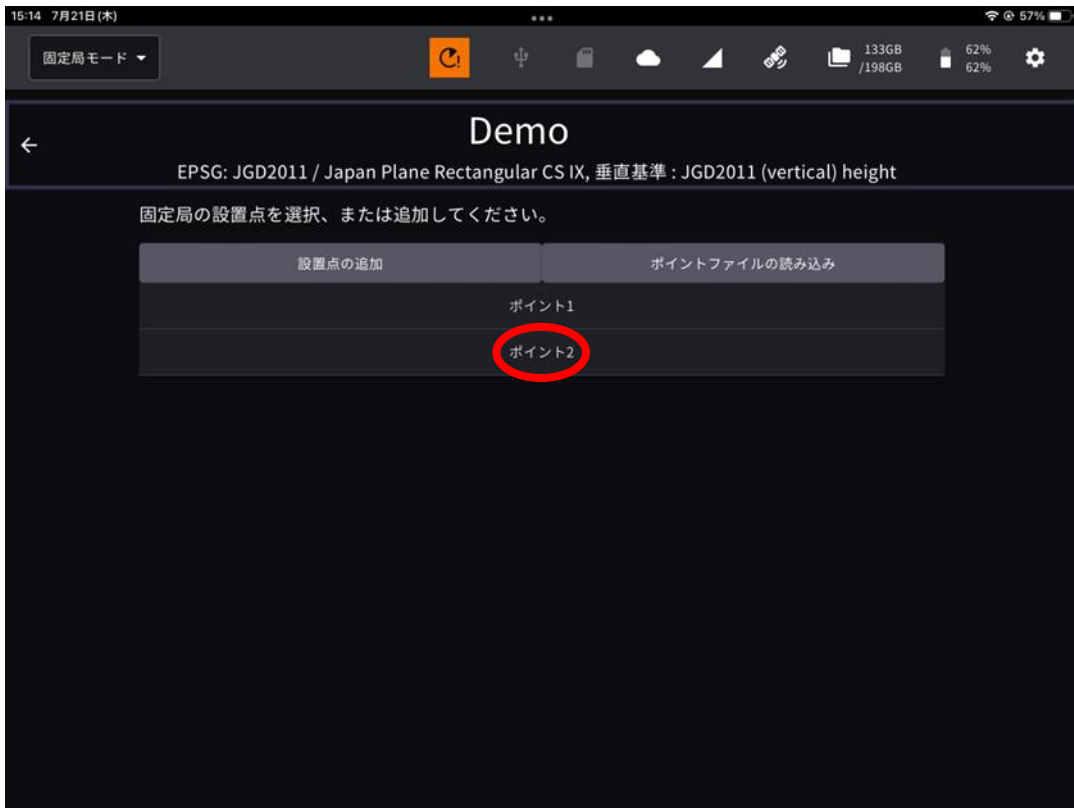 15:14 7月21日(木)
57%
固定局モード
133GB
/198GB
62%
62%
Demo
EPSG: JGD2011 / Japan Plane Rectangular CS IX, 垂直基準 : JGD2011 (vertical) height
固定局の設置点を選択、または追加してください。
設置点の追加
ポイントファイルの読み込み
ポイント1
ポイント2